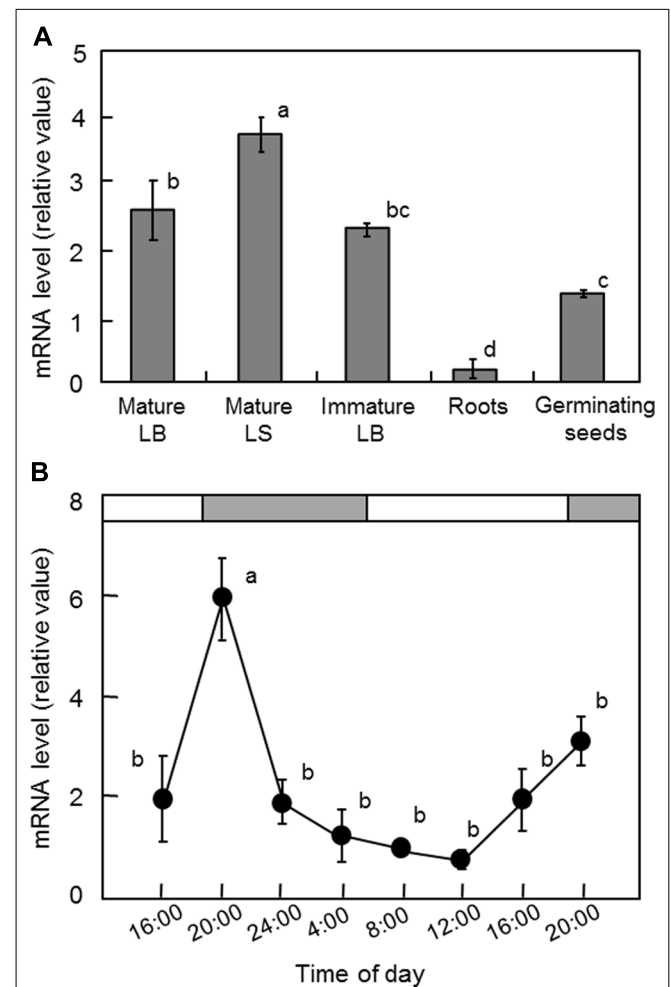 A
mRNA level (relative value)
5
4
3
2
1
0
a
b
bc
c
d
Mature Mature Immature Roots Germinating
LB LS LB seeds
B
mRNA level (relative value)
8
6
4
2
0
a
b
b
b
b
b
b
b
16:00 20:00 24:00 4:00 8:00 12:00 16:00 20:00
Time of day